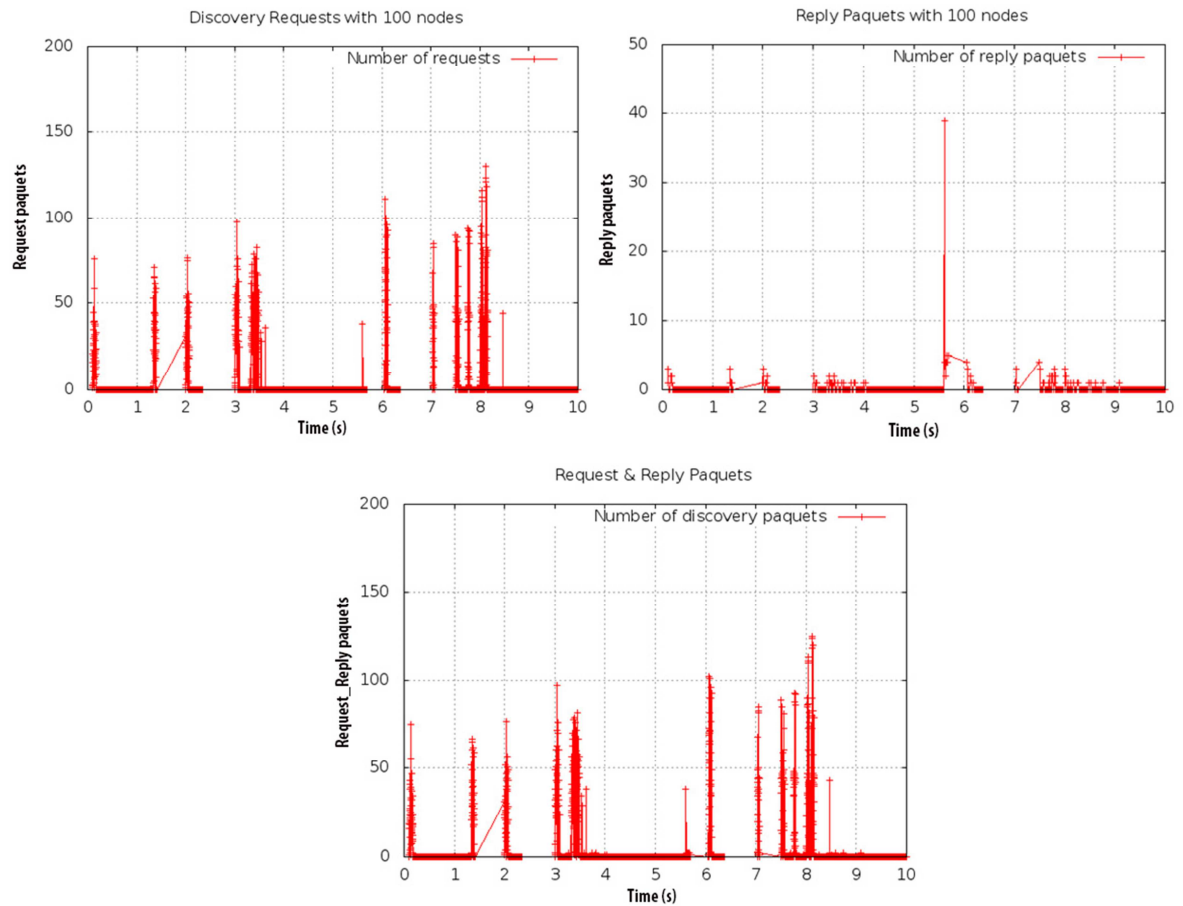 Discovery Requests with 100 nodes
200
150
100
50
0
Number of requests
Request paquets
0 1 2 3 4 5 6 7 8 9 10
Time (s)
Reply Paquets with 100 nodes
50
40
30
20
10
0
Number of reply paquets
Reply paquets
0 1 2 3 4 5 6 7 8 9 10
Time (s)
Request & Reply Paquets
200
150
100
50
0
Number of discovery paquets
Request_Reply paquets
0 1 2 3 4 5 6 7 8 9 10
Time (s)